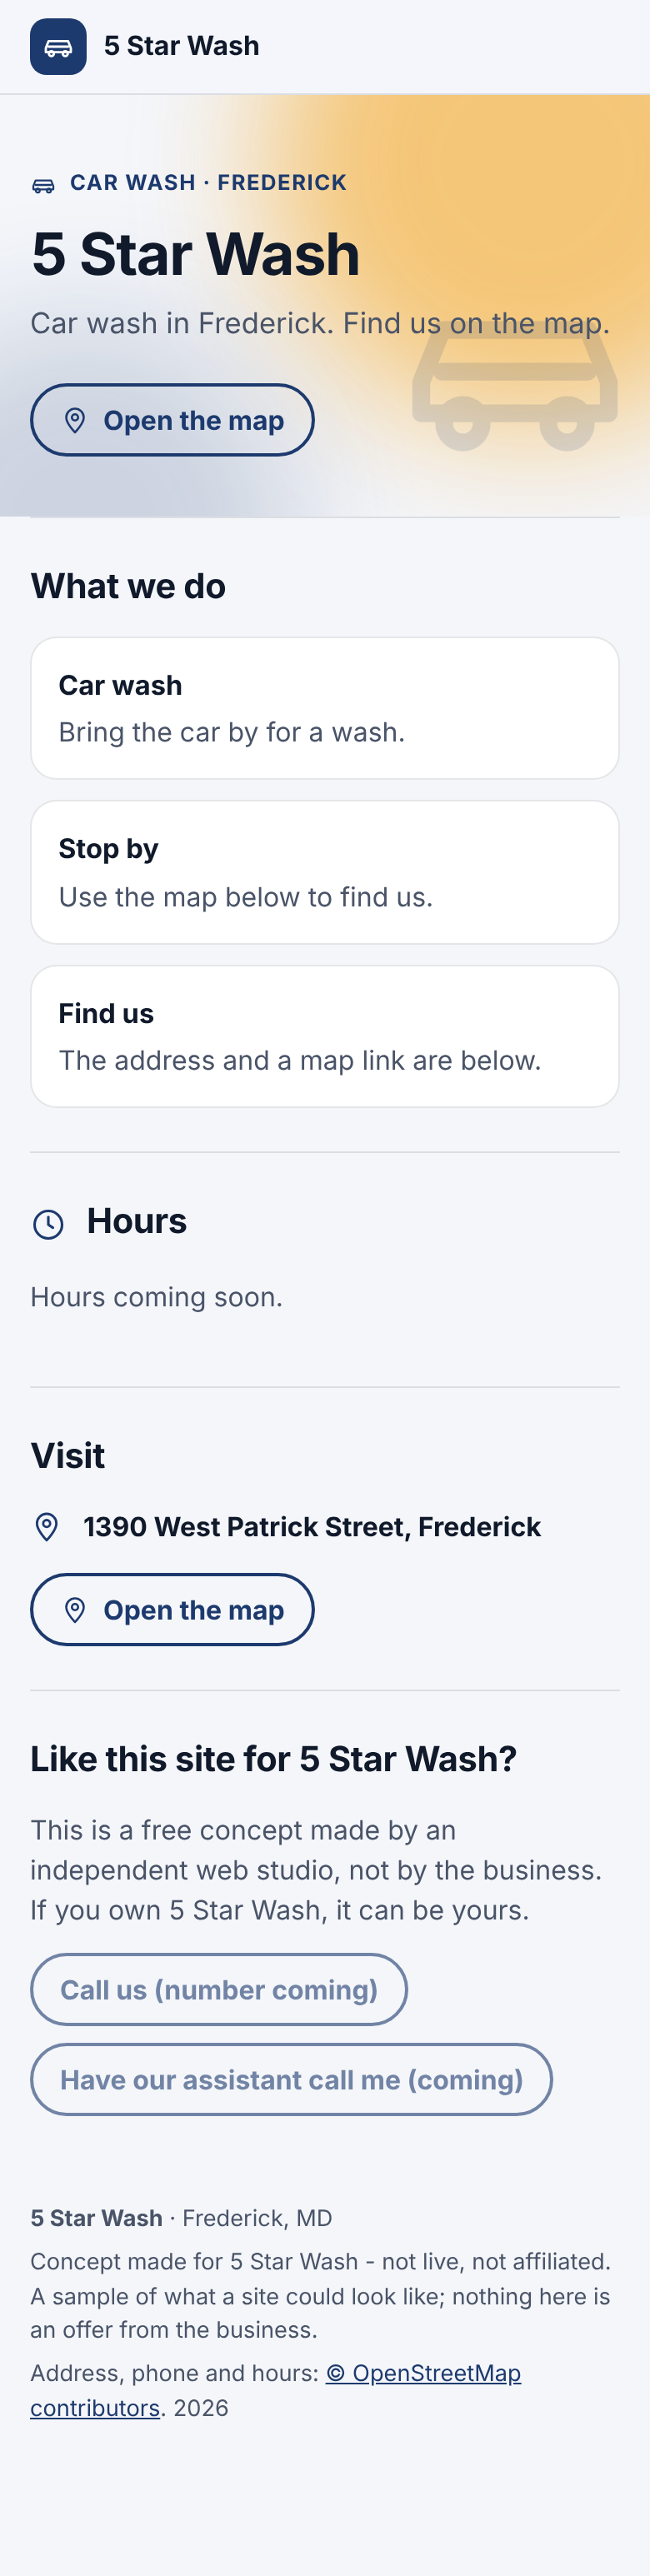 5 Star Wash
CAR WASH · FREDERICK
5 Star Wash
Car wash in Frederick. Find us on the map.
Open the map
What we do
Car wash
Bring the car by for a wash.
Stop by
Use the map below to find us.
Find us
The address and a map link are below.
Hours
Hours coming soon.
Visit
1390 West Patrick Street, Frederick
Open the map
Like this site for 5 Star Wash?
This is a free concept made by an
independent web studio, not by the business.
If you own 5 Star Wash, it can be yours.
Call us (number coming)
Have our assistant call me (coming)
5 Star Wash · Frederick, MD
Concept made for 5 Star Wash - not live, not affiliated.
A sample of what a site could look like; nothing here is
an offer from the business.
Address, phone and hours: © OpenStreetMap
contributors. 2026